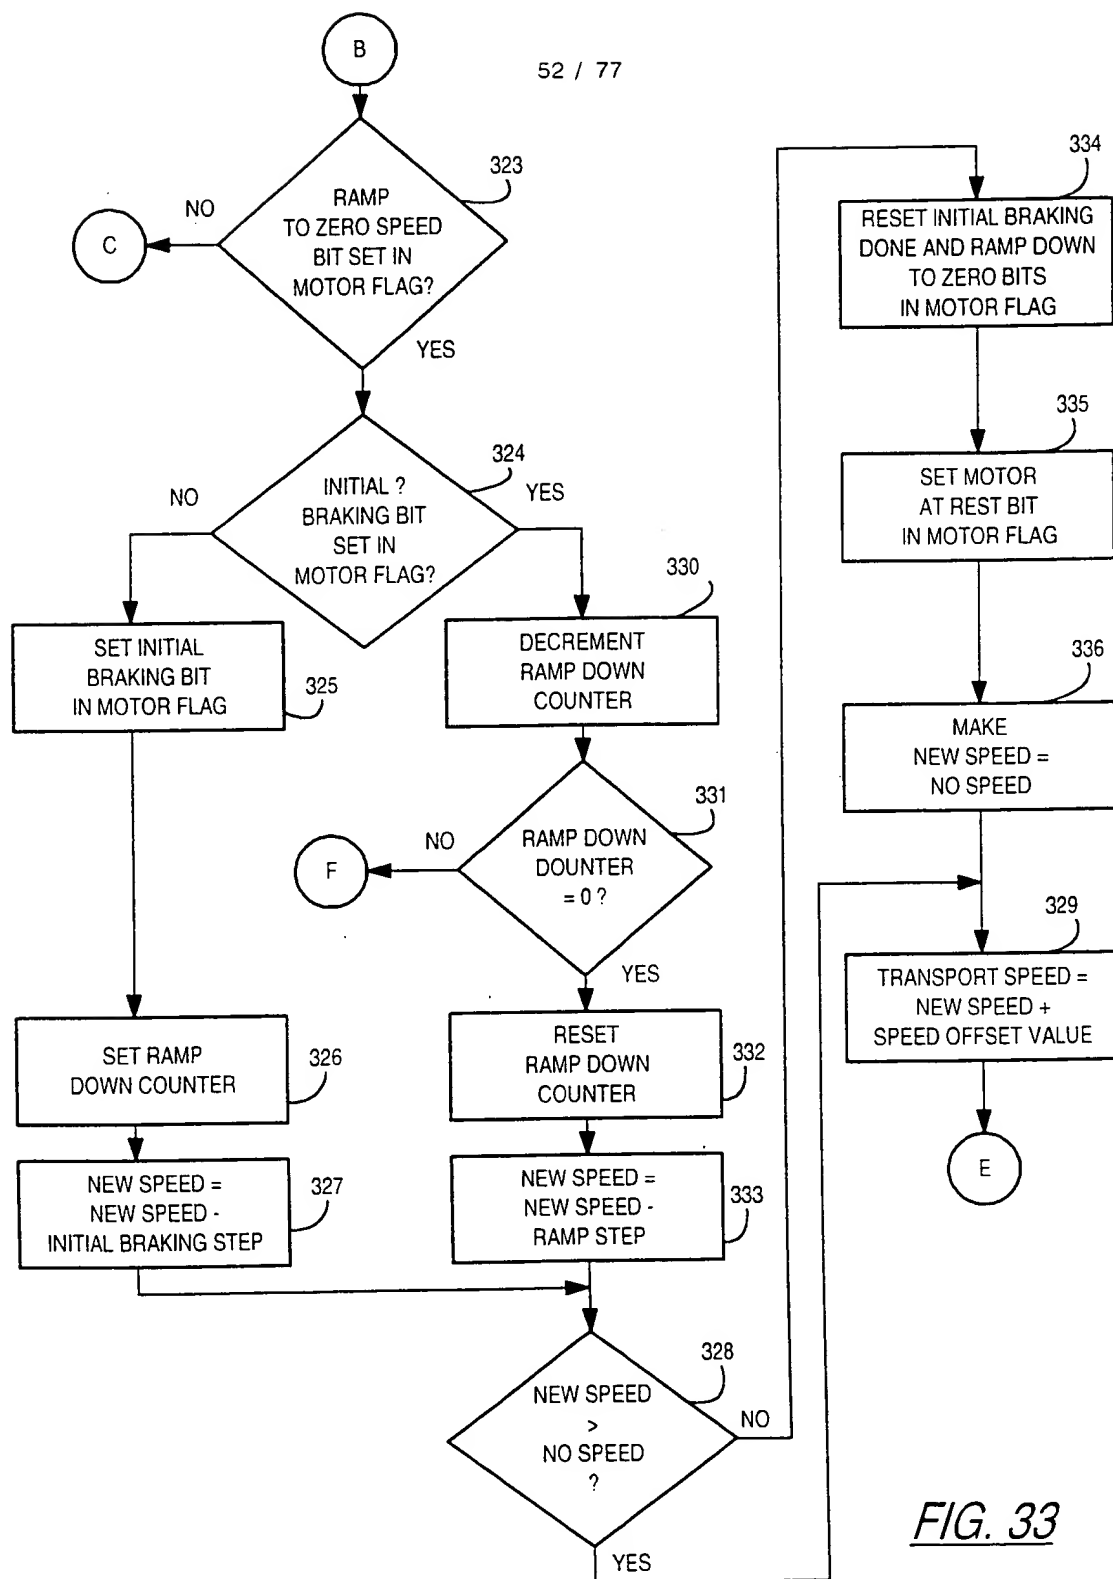 B
52 / 77
323
RAMP
TO ZERO SPEED
BIT SET IN
MOTOR FLAG?
NO
C
YES
324
INITIAL ?
BRAKING BIT
SET IN
MOTOR FLAG?
NO
YES
SET INITIAL
BRAKING BIT
IN MOTOR FLAG
325
330
DECREMENT
RAMP DOWN
COUNTER
331
RAMP DOWN
DOUNTER
= 0 ?
NO
F
YES
SET RAMP
DOWN COUNTER
326
RESET
RAMP DOWN
COUNTER
332
NEW SPEED =
NEW SPEED -
INITIAL BRAKING STEP
327
NEW SPEED =
NEW SPEED -
RAMP STEP
333
328
NEW SPEED
>
NO SPEED
?
NO
YES
334
RESET INITIAL BRAKING
DONE AND RAMP DOWN
TO ZERO BITS
IN MOTOR FLAG
335
SET MOTOR
AT REST BIT
IN MOTOR FLAG
336
MAKE
NEW SPEED =
NO SPEED
329
TRANSPORT SPEED =
NEW SPEED +
SPEED OFFSET VALUE
E
FIG. 33